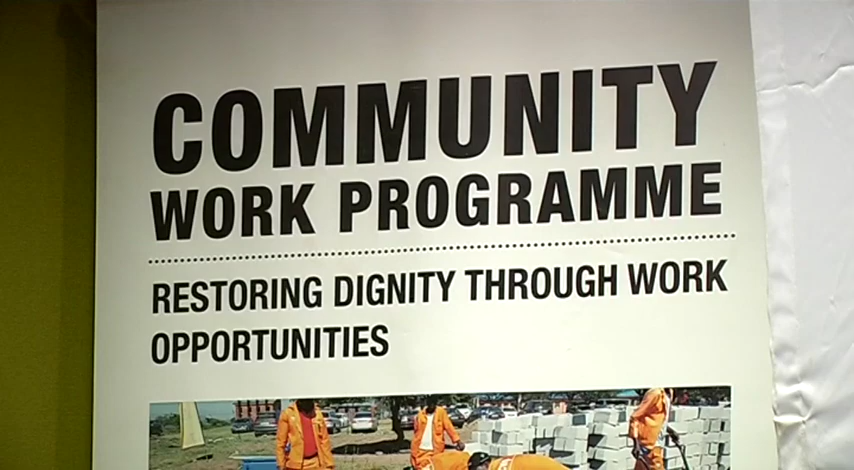 COMMUNITY
WORK PROGRAMME
RESTORING DIGNITY THROUGH WORK
OPPORTUNITIES